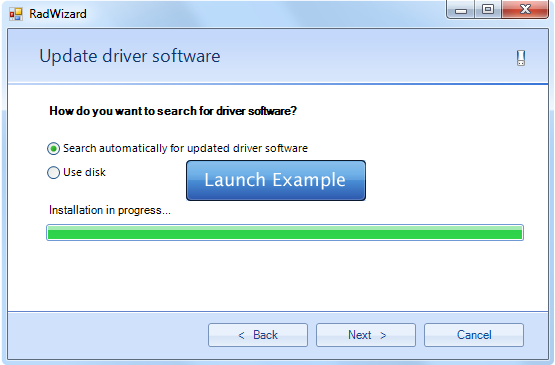 RadWizard
Update driver software
How do you want to search for driver software?
Search automatically for updated driver software
Use disk
Launch Example
Installation in progress...
< Back Next > Cancel